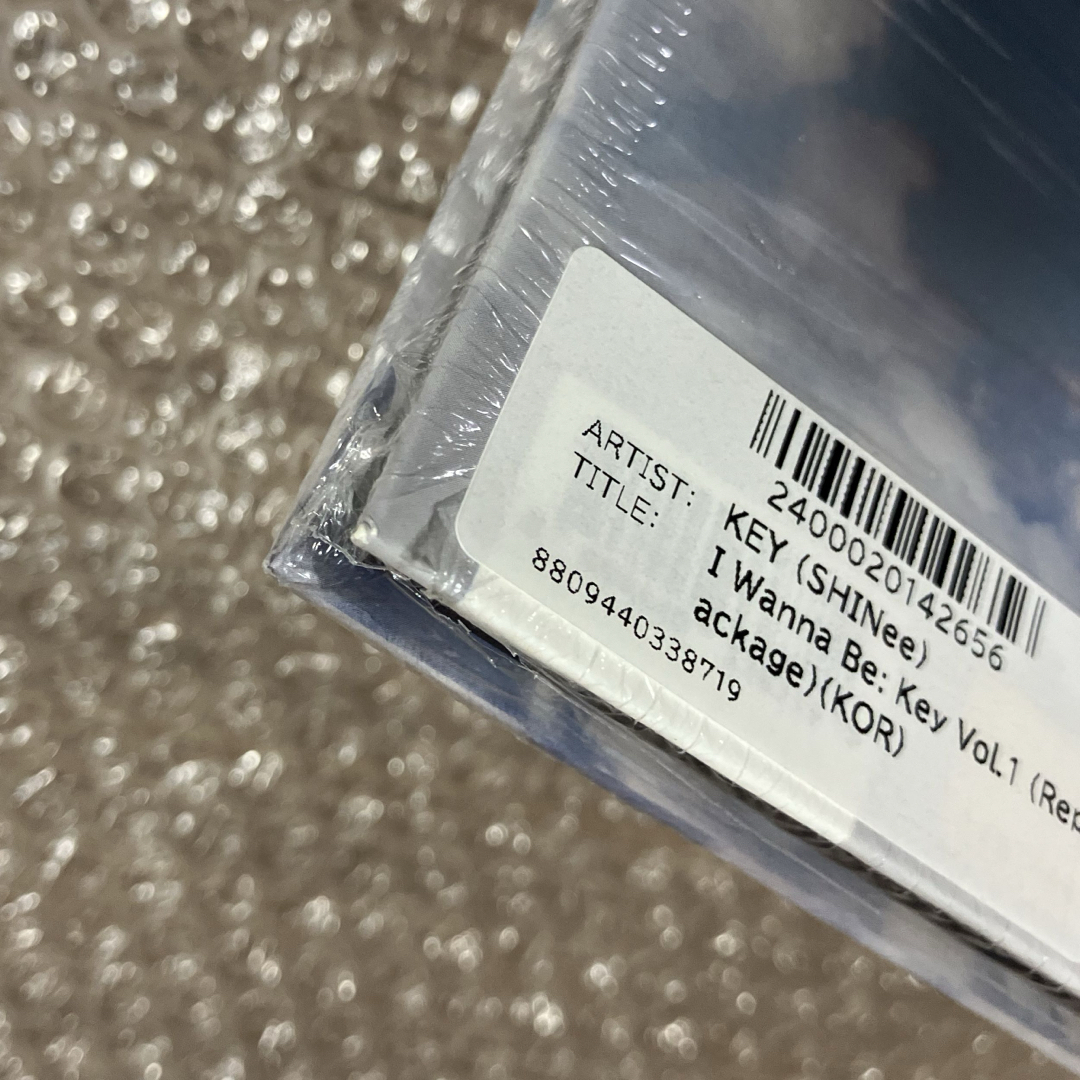 2400020142656
ARTIST: KEY (SHINee)
TITLE: I Wanna Be: Key Vol.1 (Rep
ackage)(KOR)
8809440338719